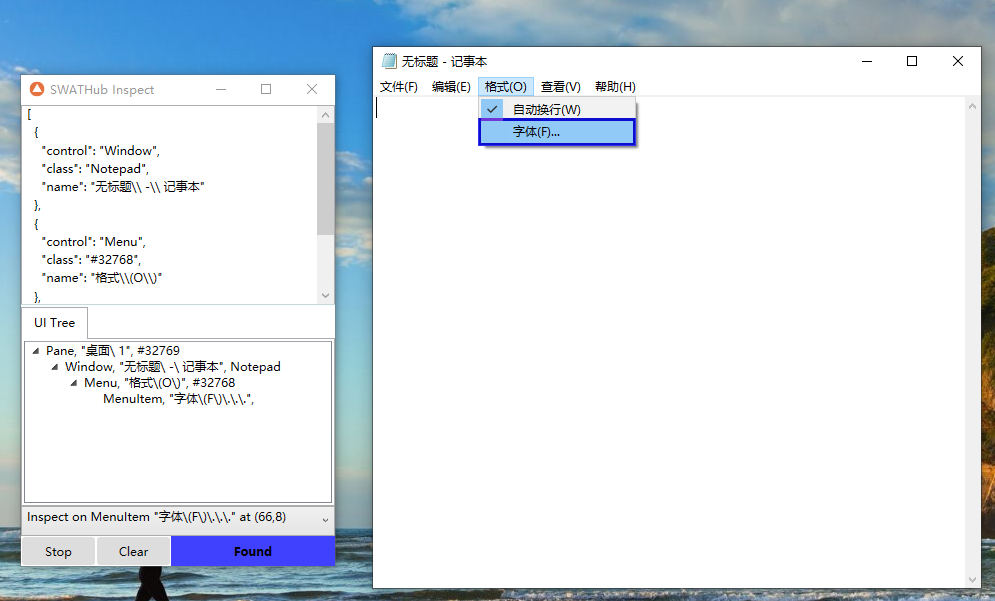 SWATHub Inspect
[
{
"control": "Window",
"class": "Notepad",
"name": "无标题\\ -\\ 记事本"
},
{
"control": "Menu",
"class": "#32768",
"name": "格式\\(O\\)"
},
UI Tree
Pane, "桌面\ 1", #32769
Window, "无标题\ -\ 记事本", Notepad
Menu, "格式\(O\)", #32768
MenuItem, "字体\(F\)\.\.\.",
Inspect on MenuItem "字体\(F\)\.\.\." at (66,8)
Stop Clear Found
无标题 - 记事本
文件(F) 编辑(E) 格式(O) 查看(V) 帮助(H)
自动换行(W)
字体(F)...